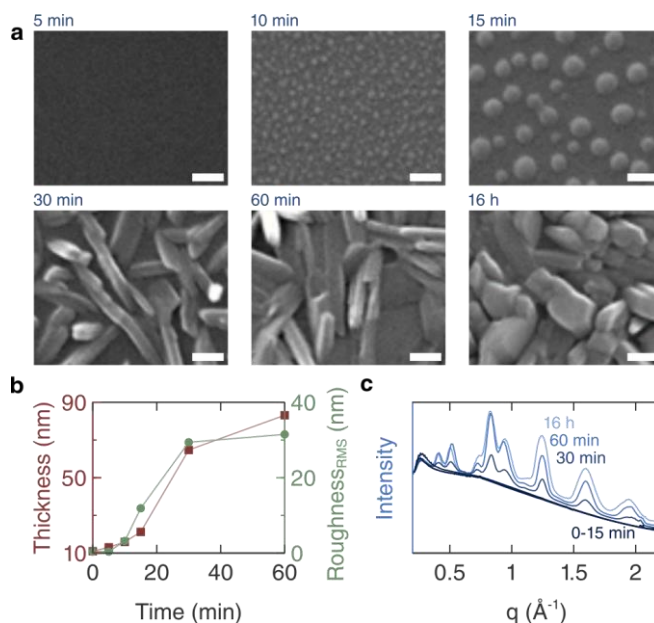 a
5 min
10 min
15 min
30 min
60 min
16 h
b
90
50
10
Thickness (nm)
0
20
40
60
Time (min)
40
20
0
Roughness_RMS (nm)
c
Intensity
16 h
60 min
30 min
0-15 min
0.5
1
1.5
2
q (Å⁻¹)